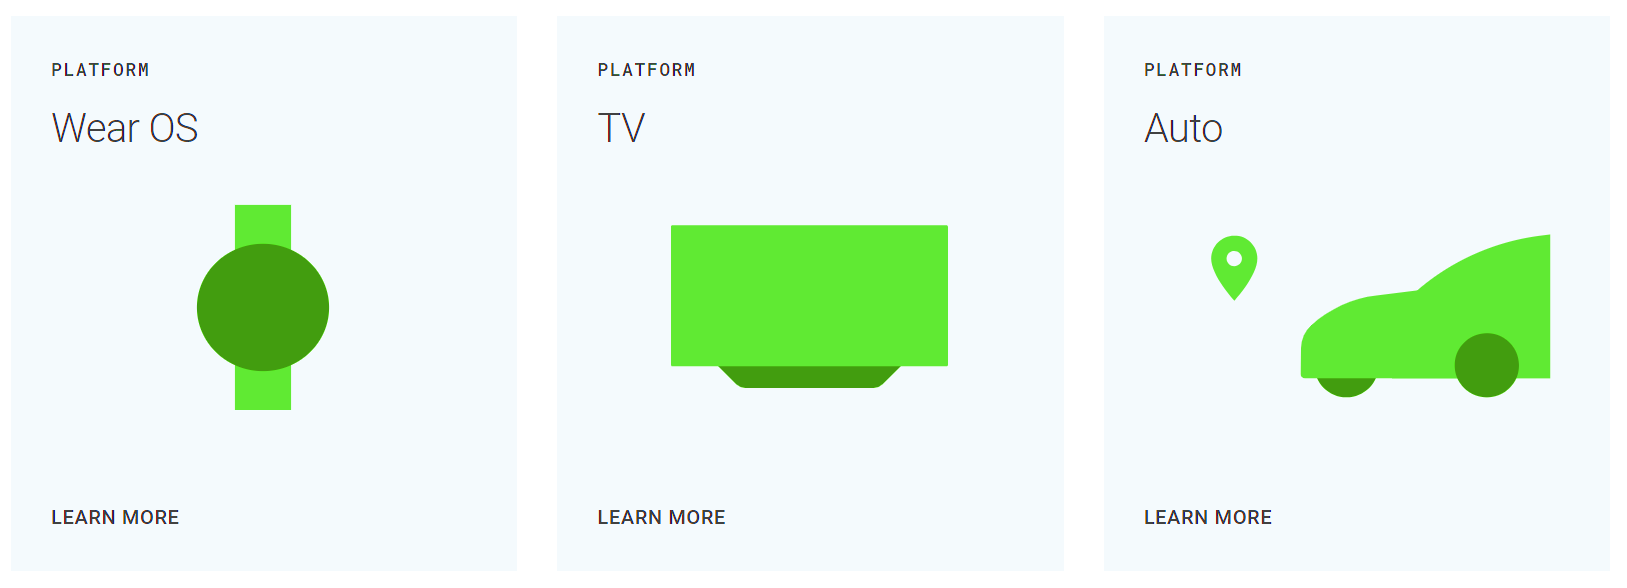 PLATFORM
Wear OS
LEARN MORE
PLATFORM
TV
LEARN MORE
PLATFORM
Auto
LEARN MORE